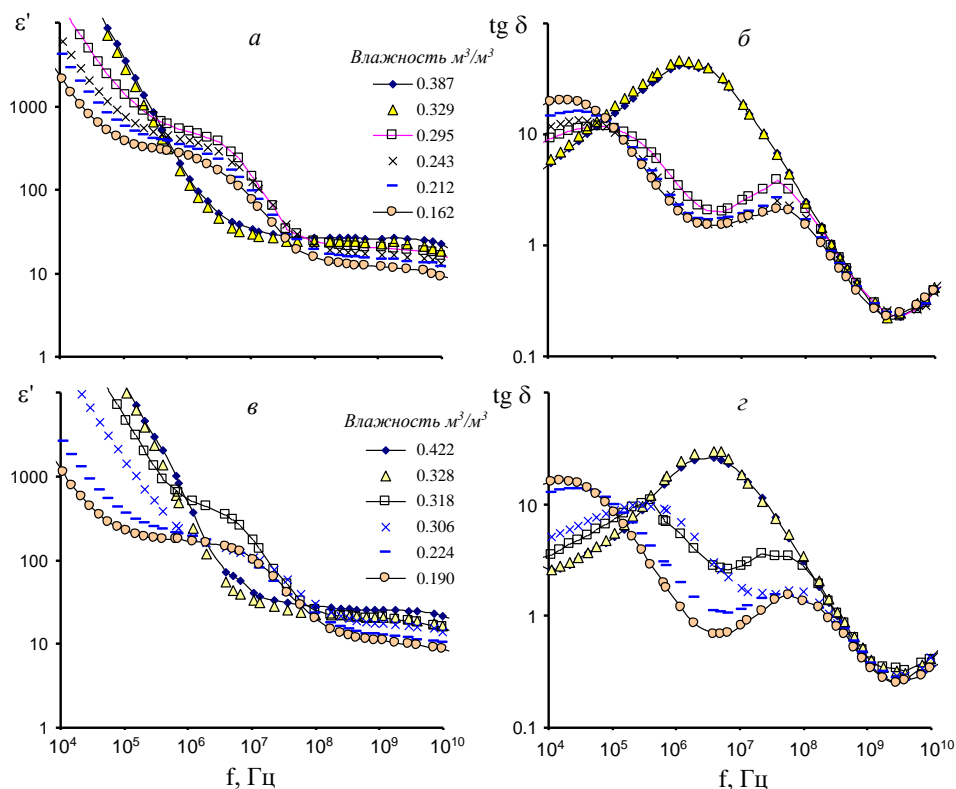 ε' а
Влажность м³/м³
0.387
0.329
0.295
0.243
0.212
0.162
1000
100
10
1
tg δ б
10
1
0.1
ε' в
Влажность м³/м³
0.422
0.328
0.318
0.306
0.224
0.190
1000
100
10
1
10⁴ 10⁵ 10⁶ 10⁷ 10⁸ 10⁹ 10¹⁰
f, Гц
tg δ г
10
1
0.1
10⁴ 10⁵ 10⁶ 10⁷ 10⁸ 10⁹ 10¹⁰
f, Гц